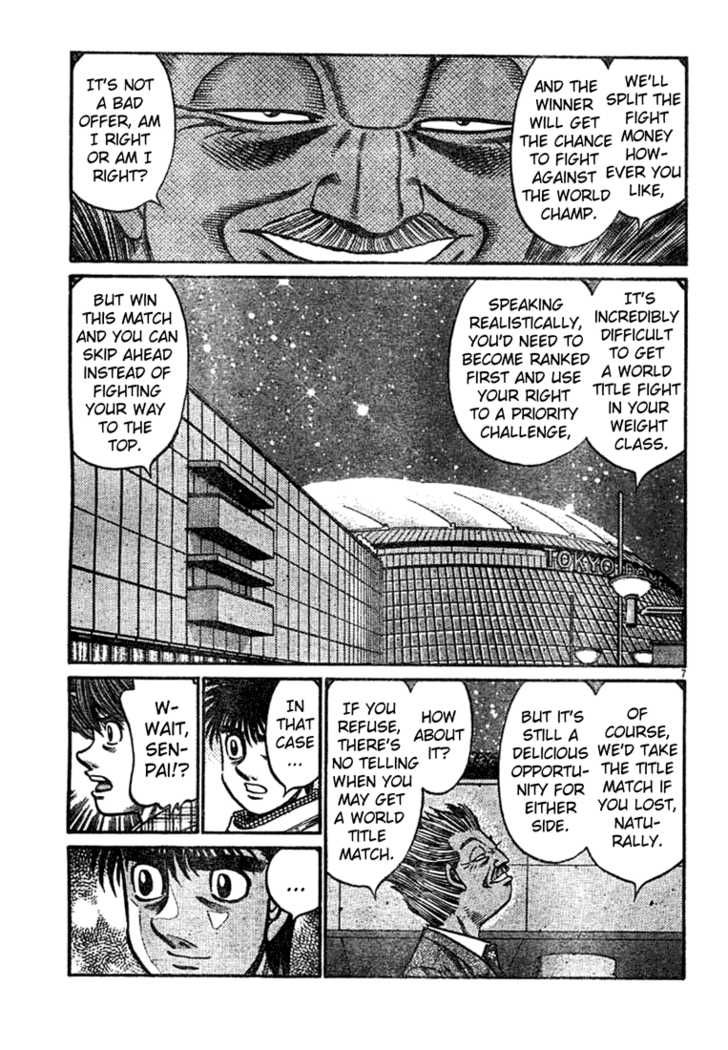 WE'LL
SPLIT THE
FIGHT
MONEY
HOW-
EVER YOU
LIKE,
AND THE
WINNER
WILL GET
THE CHANCE
TO FIGHT
AGAINST
THE WORLD
CHAMP.
IT'S NOT
A BAD
OFFER, AM
I RIGHT
OR AM I
RIGHT?
IT'S
INCREDIBLY
DIFFICULT
TO GET
A WORLD
TITLE FIGHT
IN YOUR
WEIGHT
CLASS.
SPEAKING
REALISTICALLY,
YOU'D NEED TO
BECOME RANKED
FIRST AND USE
YOUR RIGHT
TO A PRIORITY
CHALLENGE,
BUT WIN
THIS MATCH
AND YOU CAN
SKIP AHEAD
INSTEAD OF
FIGHTING
YOUR WAY
TO THE
TOP.
TOKYO
7
OF
COURSE,
WE'D TAKE
THE TITLE
MATCH IF
YOU LOST,
NATU-
RALLY.
BUT IT'S
STILL A
DELICIOUS
OPPORTU-
NITY FOR
EITHER
SIDE.
HOW
ABOUT
IT?
IF YOU
REFUSE,
THERE'S
NO TELLING
WHEN YOU
MAY GET
A WORLD
TITLE
MATCH.
IN
THAT
CASE
...
W-
WAIT,
SEN-
PAI!?
...